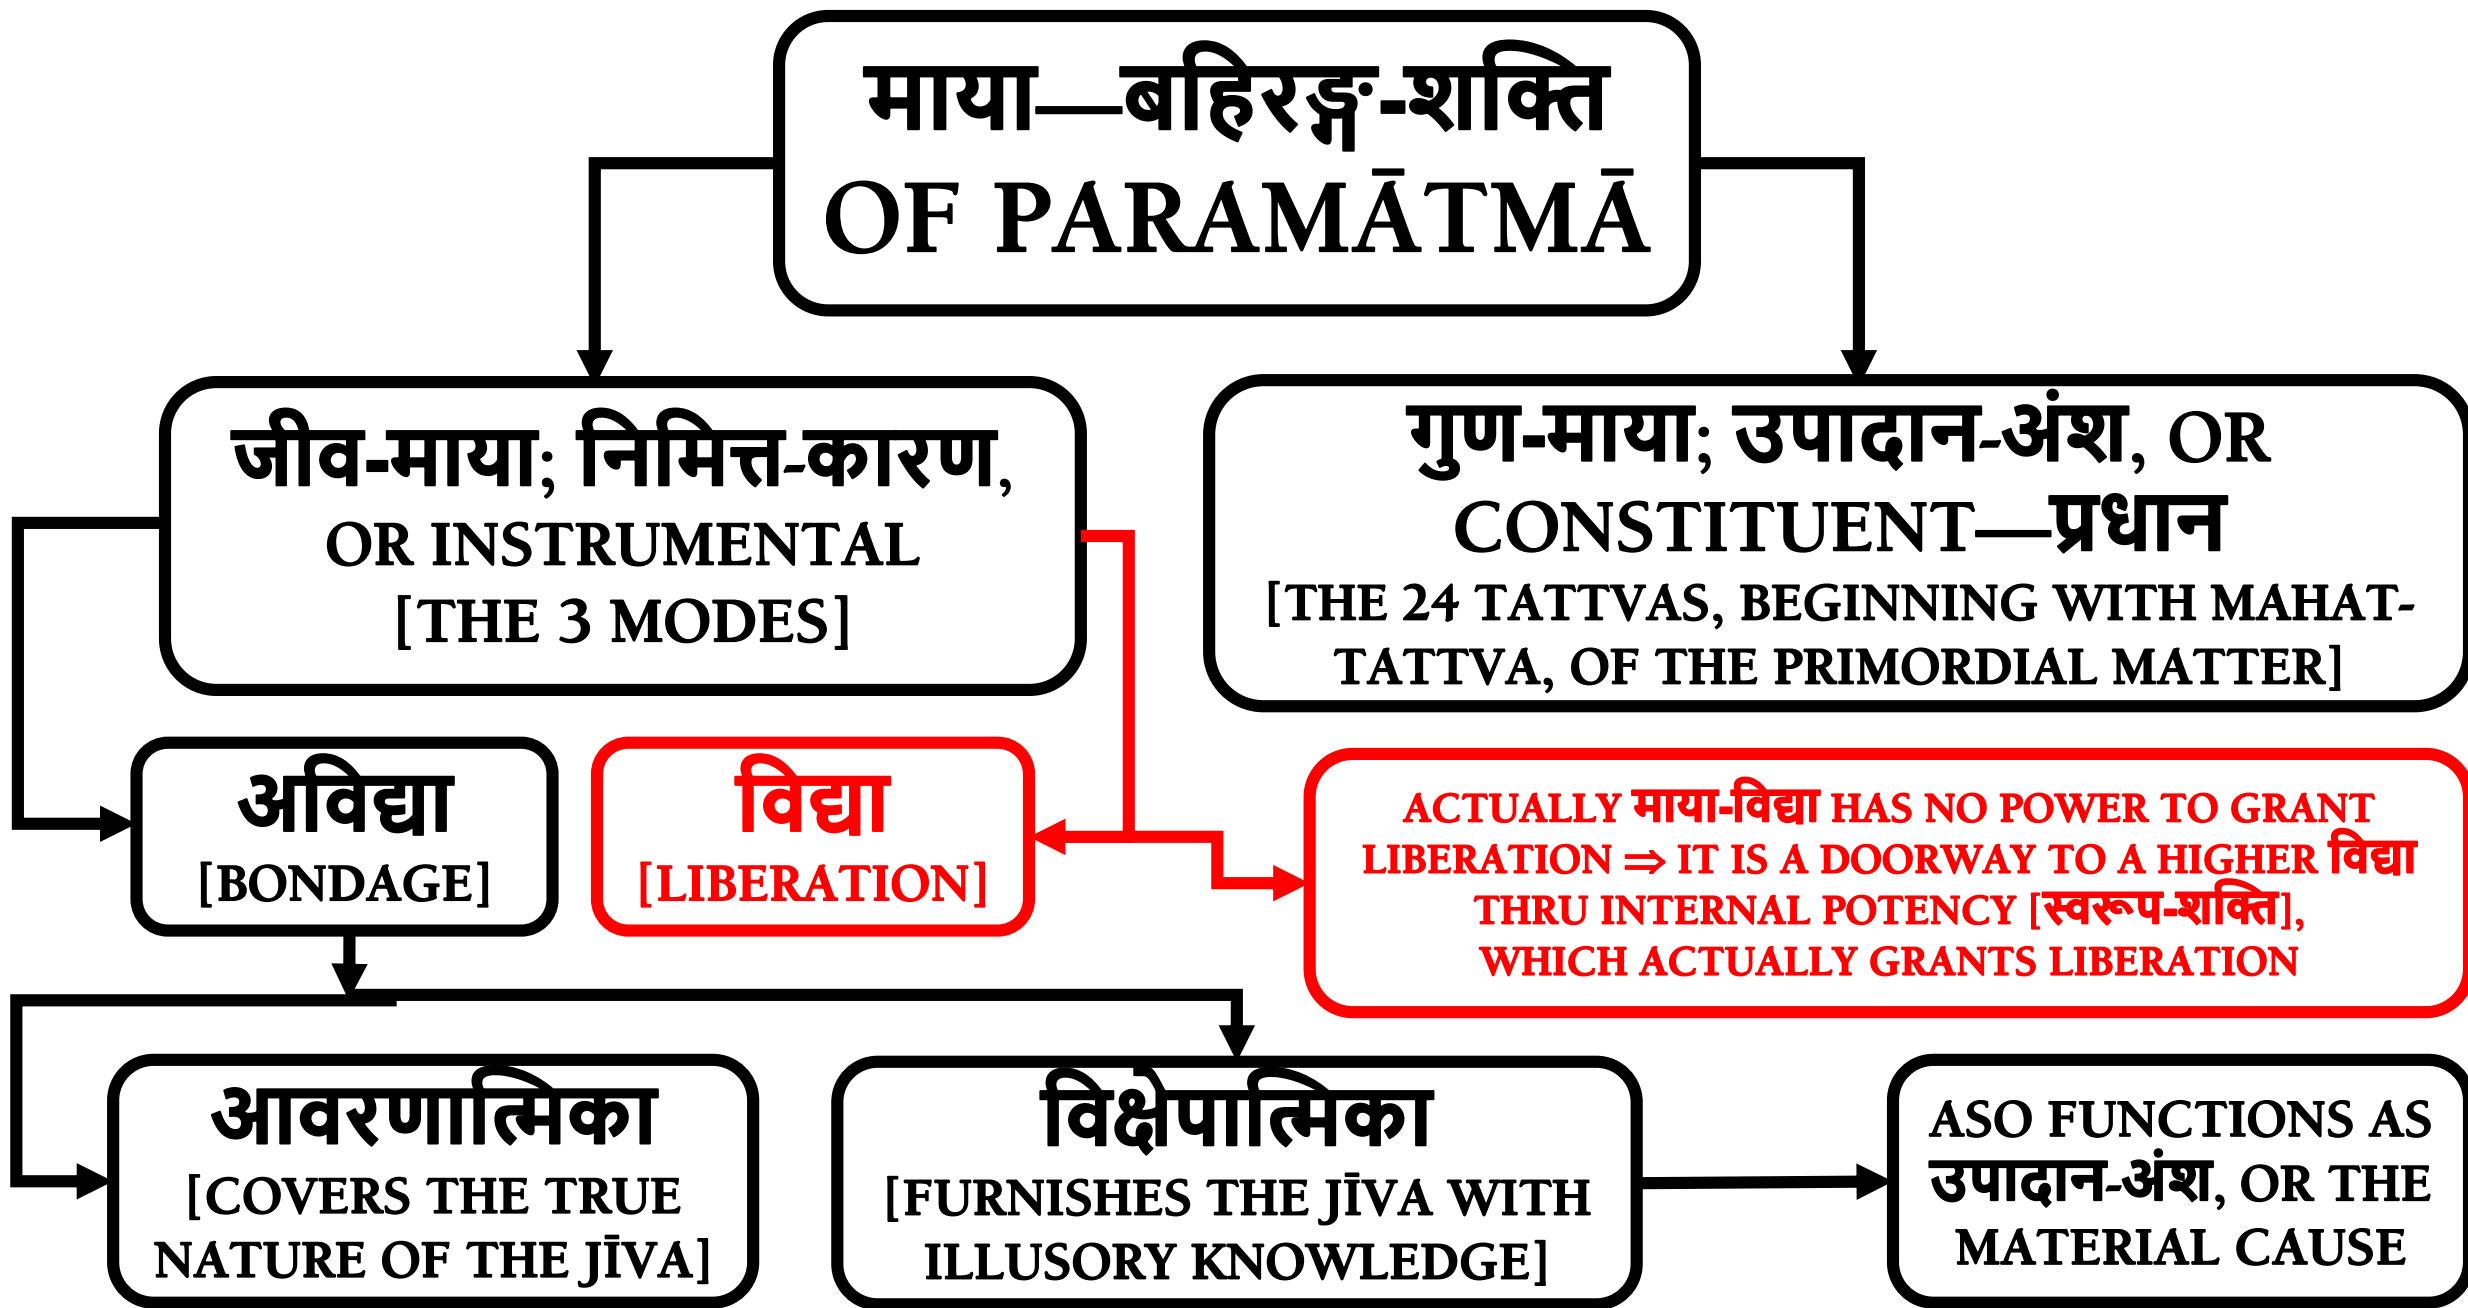 माया—बहिरङ्ग-शक्ति
OF PARAMĀTMĀ
जीव-माया; निमित्त-कारण,
OR INSTRUMENTAL
[THE 3 MODES]
गुण-माया; उपादान-अंश, OR
CONSTITUENT—प्रधान
[THE 24 TATTVAS, BEGINNING WITH MAHAT-
TATTVA, OF THE PRIMORDIAL MATTER]
अविद्या
[BONDAGE]
विद्या
[LIBERATION]
ACTUALLY माया-विद्या HAS NO POWER TO GRANT
LIBERATION ⇒ IT IS A DOORWAY TO A HIGHER विद्या
THRU INTERNAL POTENCY [स्वरूप-शक्ति],
WHICH ACTUALLY GRANTS LIBERATION
आवरणात्मिका
[COVERS THE TRUE
NATURE OF THE JĪVA]
विक्षेपात्मिका
[FURNISHES THE JĪVA WITH
ILLUSORY KNOWLEDGE]
ASO FUNCTIONS AS
उपादान-अंश, OR THE
MATERIAL CAUSE